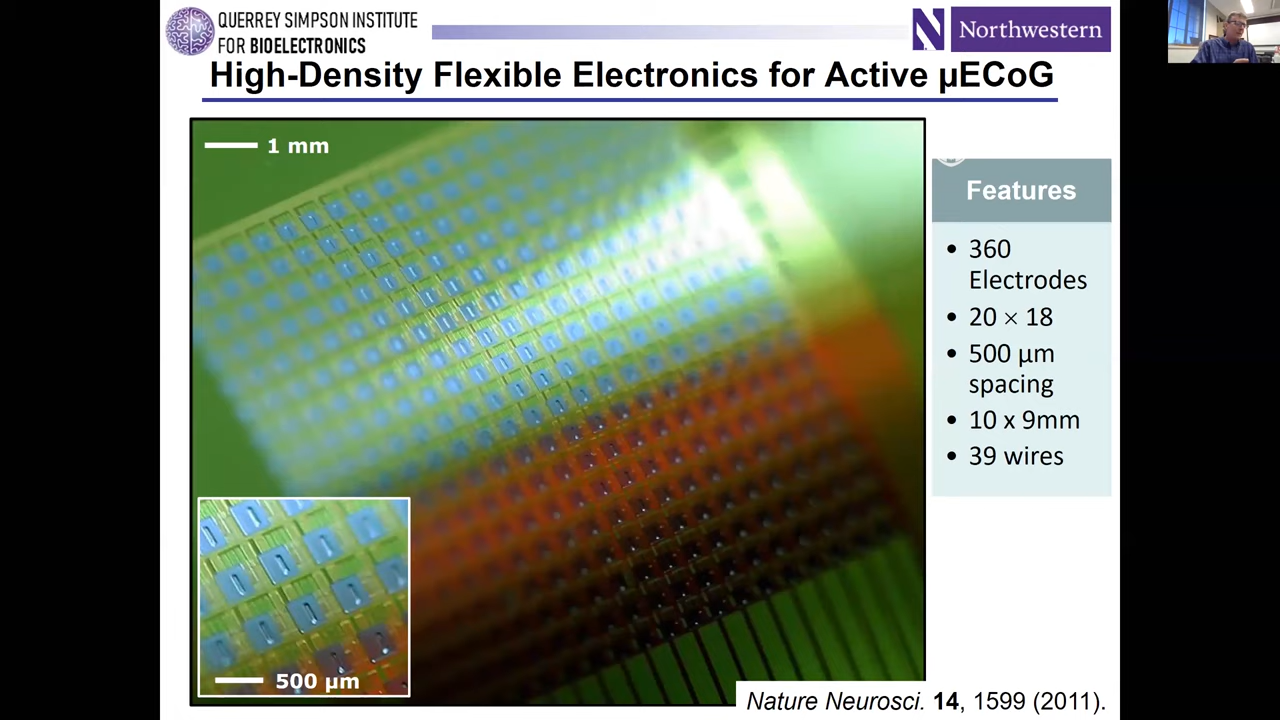 QUERREY SIMPSON INSTITUTE
FOR BIOELECTRONICS
N
Northwestern
High-Density Flexible Electronics for Active µECoG
1 mm
500 µm
Features
• 360
Electrodes
• 20 × 18
• 500 µm
spacing
• 10 x 9mm
• 39 wires
Nature Neurosci. 14, 1599 (2011).